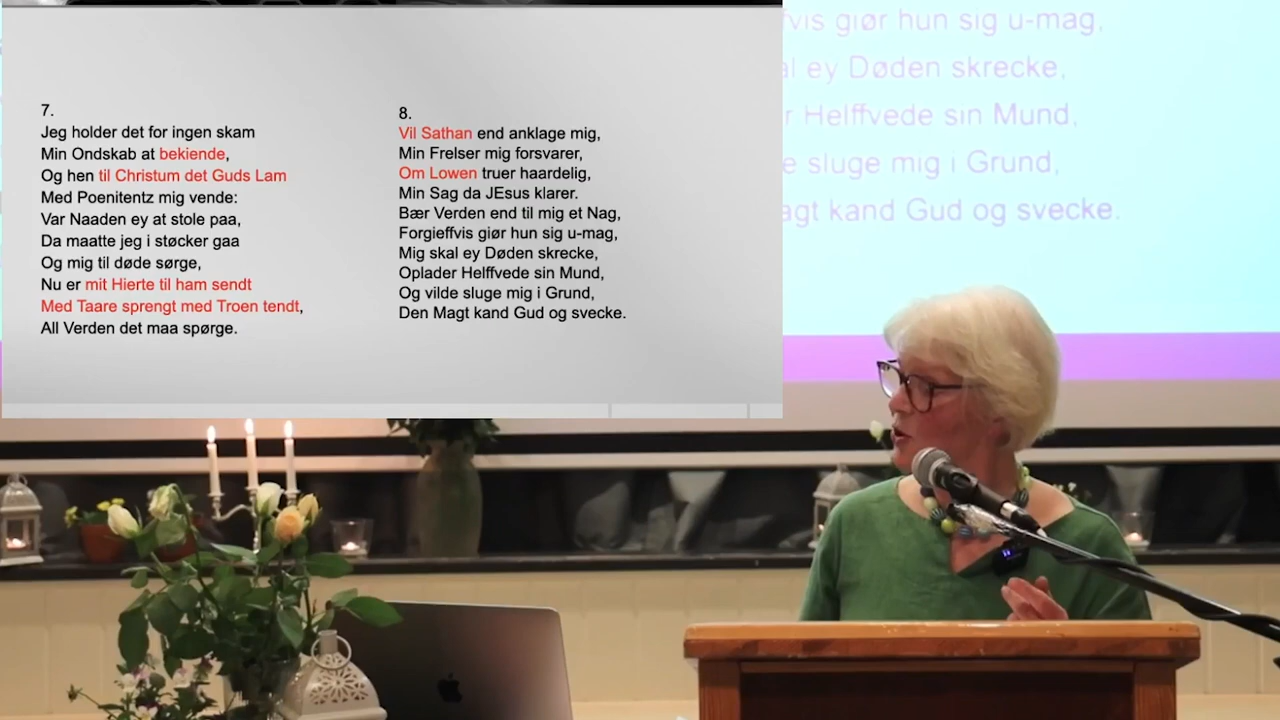 7.
Jeg holder det for ingen skam
Min Ondskab at bekiende,
Og hen til Christum det Guds Lam
Med Poenitentz mig vende:
Var Naaden ey at stole paa,
Da maatte jeg i støcker gaa
Og mig til døde sørge,
Nu er mit Hierte til ham sendt
Med Taare sprengt med Troen tendt,
All Verden det maa spørge.
8.
Vil Sathan end anklage mig,
Min Frelser mig forsvarer,
Om Lowen truer haardelig,
Min Sag da JEsus klarer.
Bær Verden end til mig et Nag,
Forgieffvis giør hun sig u-mag,
Mig skal ey Døden skrecke,
Oplader Helffvede sin Mund,
Og vilde sluge mig i Grund,
Den Magt kand Gud og svecke.
giør hun sig u-mag,
ey Døden skrecke,
Helffvede sin Mund,
sluge mig i Grund,
kand Gud og svecke.